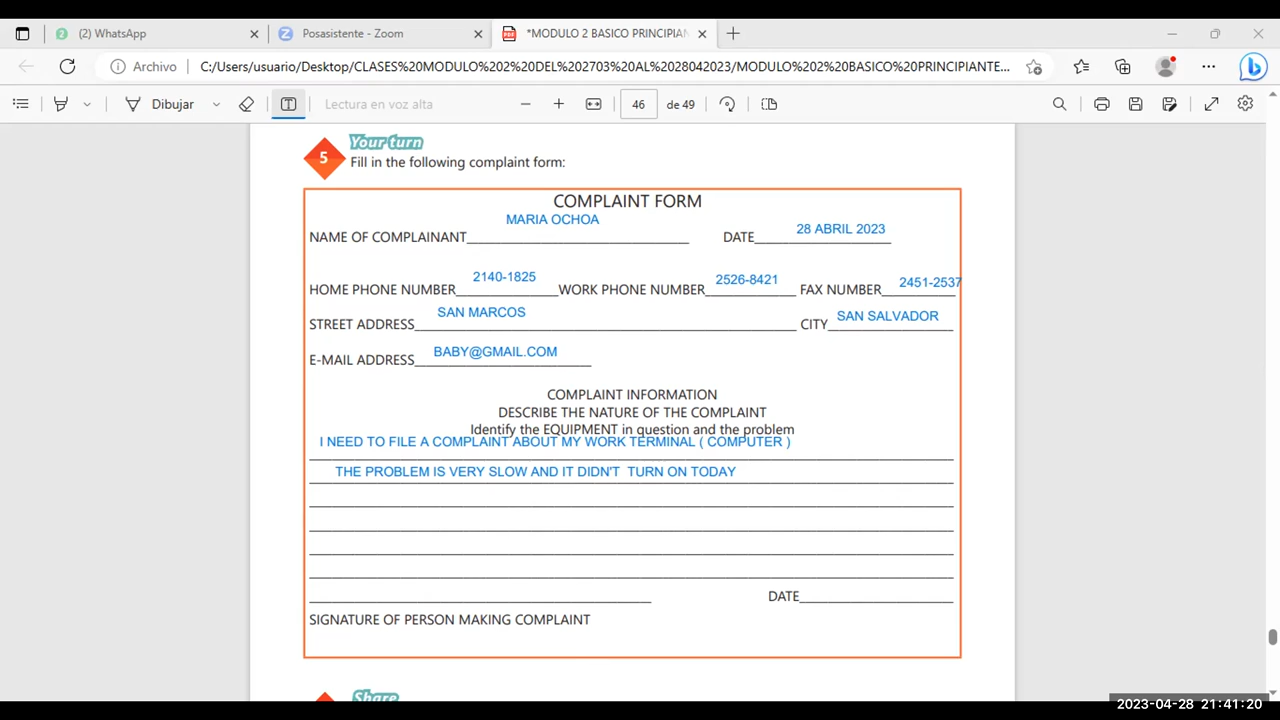 (2) WhatsApp
Posasistente - Zoom
*MODULO 2 BASICO PRINCIPIAN
Archivo
C:/Users/usuario/Desktop/CLASES%20MODULO%202%20DEL%202703%20AL%2028042023/MODULO%202%20BASICO%20PRINCIPIANTE...
Dibujar
Lectura en voz alta
46
de 49
5
Your turn
Fill in the following complaint form:
COMPLAINT FORM
MARIA OCHOA
NAME OF COMPLAINANT
DATE
28 ABRIL 2023
HOME PHONE NUMBER 2140-1825 WORK PHONE NUMBER 2526-8421 FAX NUMBER 2451-2537
STREET ADDRESS SAN MARCOS CITY SAN SALVADOR
E-MAIL ADDRESS BABY@GMAIL.COM
COMPLAINT INFORMATION
DESCRIBE THE NATURE OF THE COMPLAINT
Identify the EQUIPMENT in question and the problem
I NEED TO FILE A COMPLAINT ABOUT MY WORK TERMINAL ( COMPUTER )
THE PROBLEM IS VERY SLOW AND IT DIDN'T TURN ON TODAY
DATE
SIGNATURE OF PERSON MAKING COMPLAINT
Share
2023-04-28 21:41:20